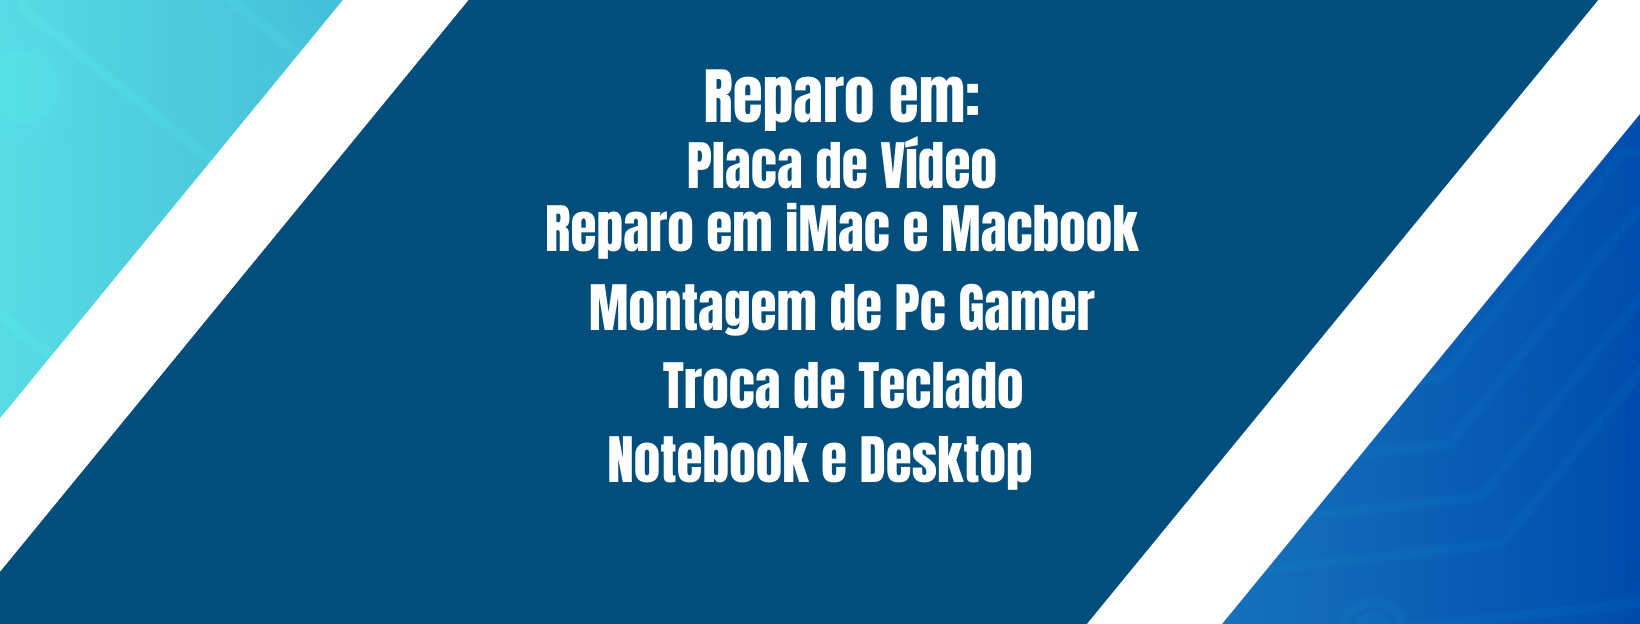 Reparo em:
Placa de Vídeo
Reparo em iMac e Macbook
Montagem de Pc Gamer
Troca de Teclado
Notebook e Desktop